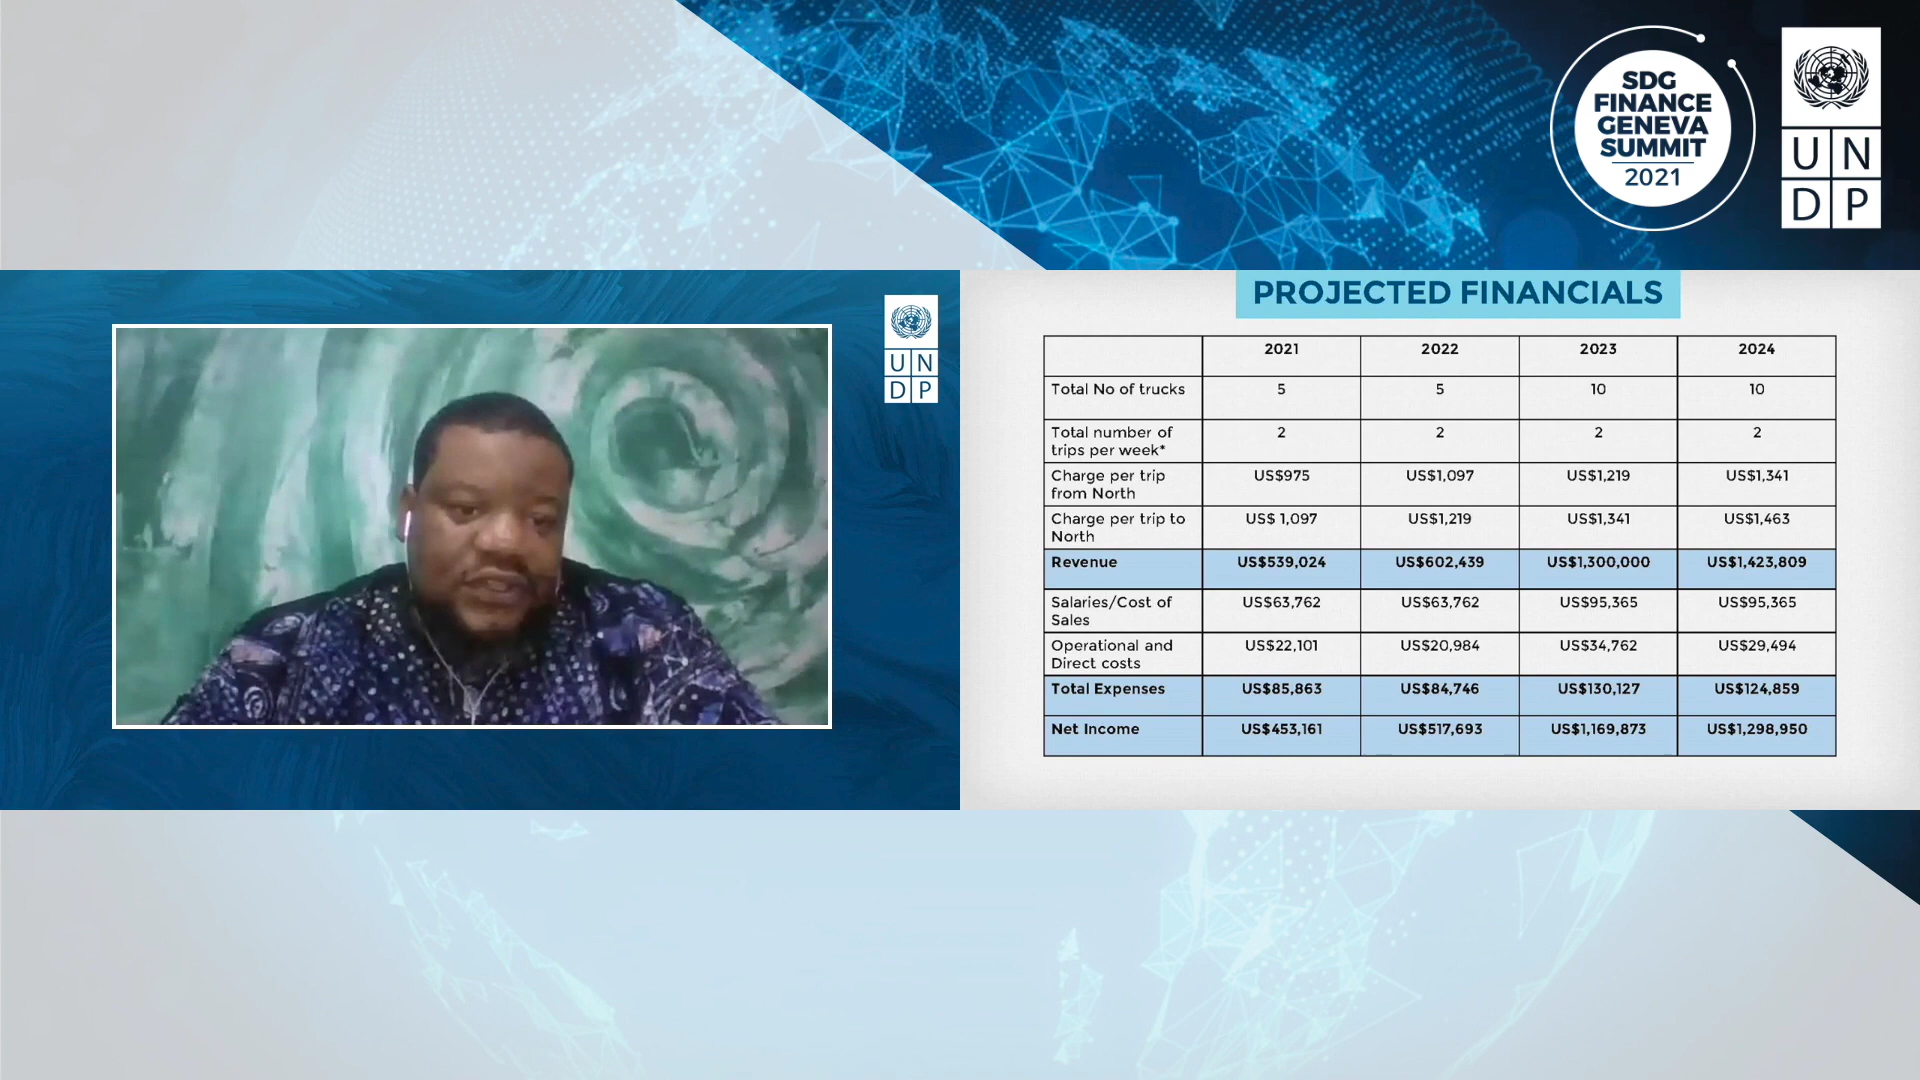 SDG
FINANCE
GENEVA
SUMMIT
2021
U N
D P
U N
D P
PROJECTED FINANCIALS
2021 2022 2023 2024
Total No of trucks 5 5 10 10
Total number of trips per week* 2 2 2 2
Charge per trip from North US$975 US$1,097 US$1,219 US$1,341
Charge per trip to North US$ 1,097 US$1,219 US$1,341 US$1,463
Revenue US$539,024 US$602,439 US$1,300,000 US$1,423,809
Salaries/Cost of Sales US$63,762 US$63,762 US$95,365 US$95,365
Operational and Direct costs US$22,101 US$20,984 US$34,762 US$29,494
Total Expenses US$85,863 US$84,746 US$130,127 US$124,859
Net Income US$453,161 US$517,693 US$1,169,873 US$1,298,950